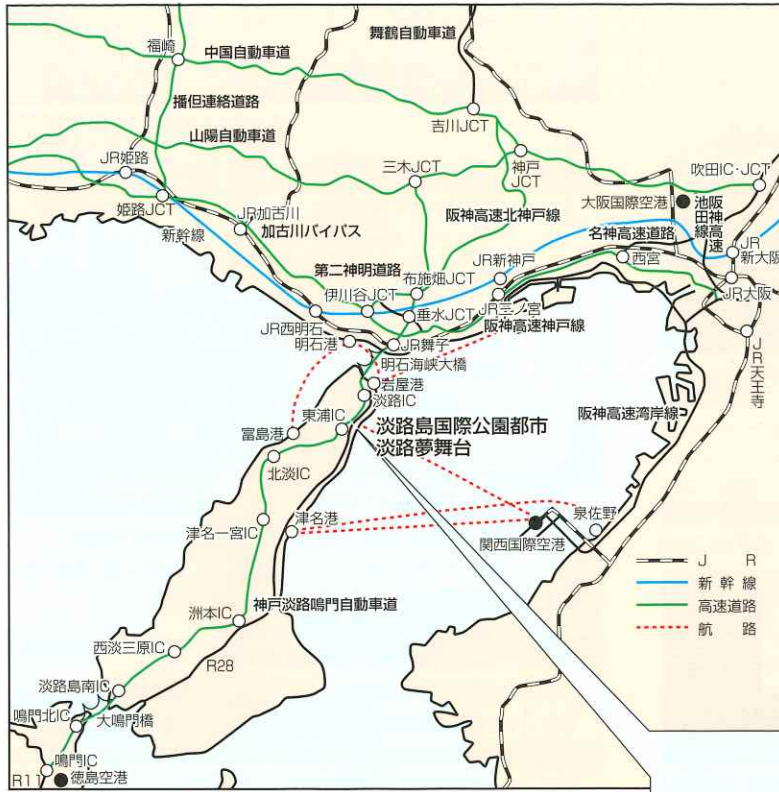 舞鶴自動車道
福崎
中国自動車道
播但連絡道路
吉川JCT
山陽自動車道
JR姫路
三木JCT
神戸
JCT
吹田IC・JCT
大阪国際空港
阪神高速
池田線
姫路JCT
JR加古川
加古川バイパス
阪神高速北神戸線
名神高速道路
新幹線
JR
新大阪
第二神明道路
JR新神戸
西宮
布施畑JCT
伊川谷JCT
JR三ノ宮
JR大阪
垂水JCT
阪神高速神戸線
JR西明石
明石港
JR舞子
JR天王寺
明石海峡大橋
岩屋港
淡路IC
阪神高速湾岸線
東浦IC
富島港
淡路島国際公園都市
淡路夢舞台
北淡IC
泉佐野
津名港
関西国際空港
津名一宮IC
JR
新幹線
高速道路
航路
洲本IC
神戸淡路鳴門自動車道
西淡三原IC
R28
淡路島南IC
鳴門北IC
大鳴門橋
鳴門IC
R11
徳島空港